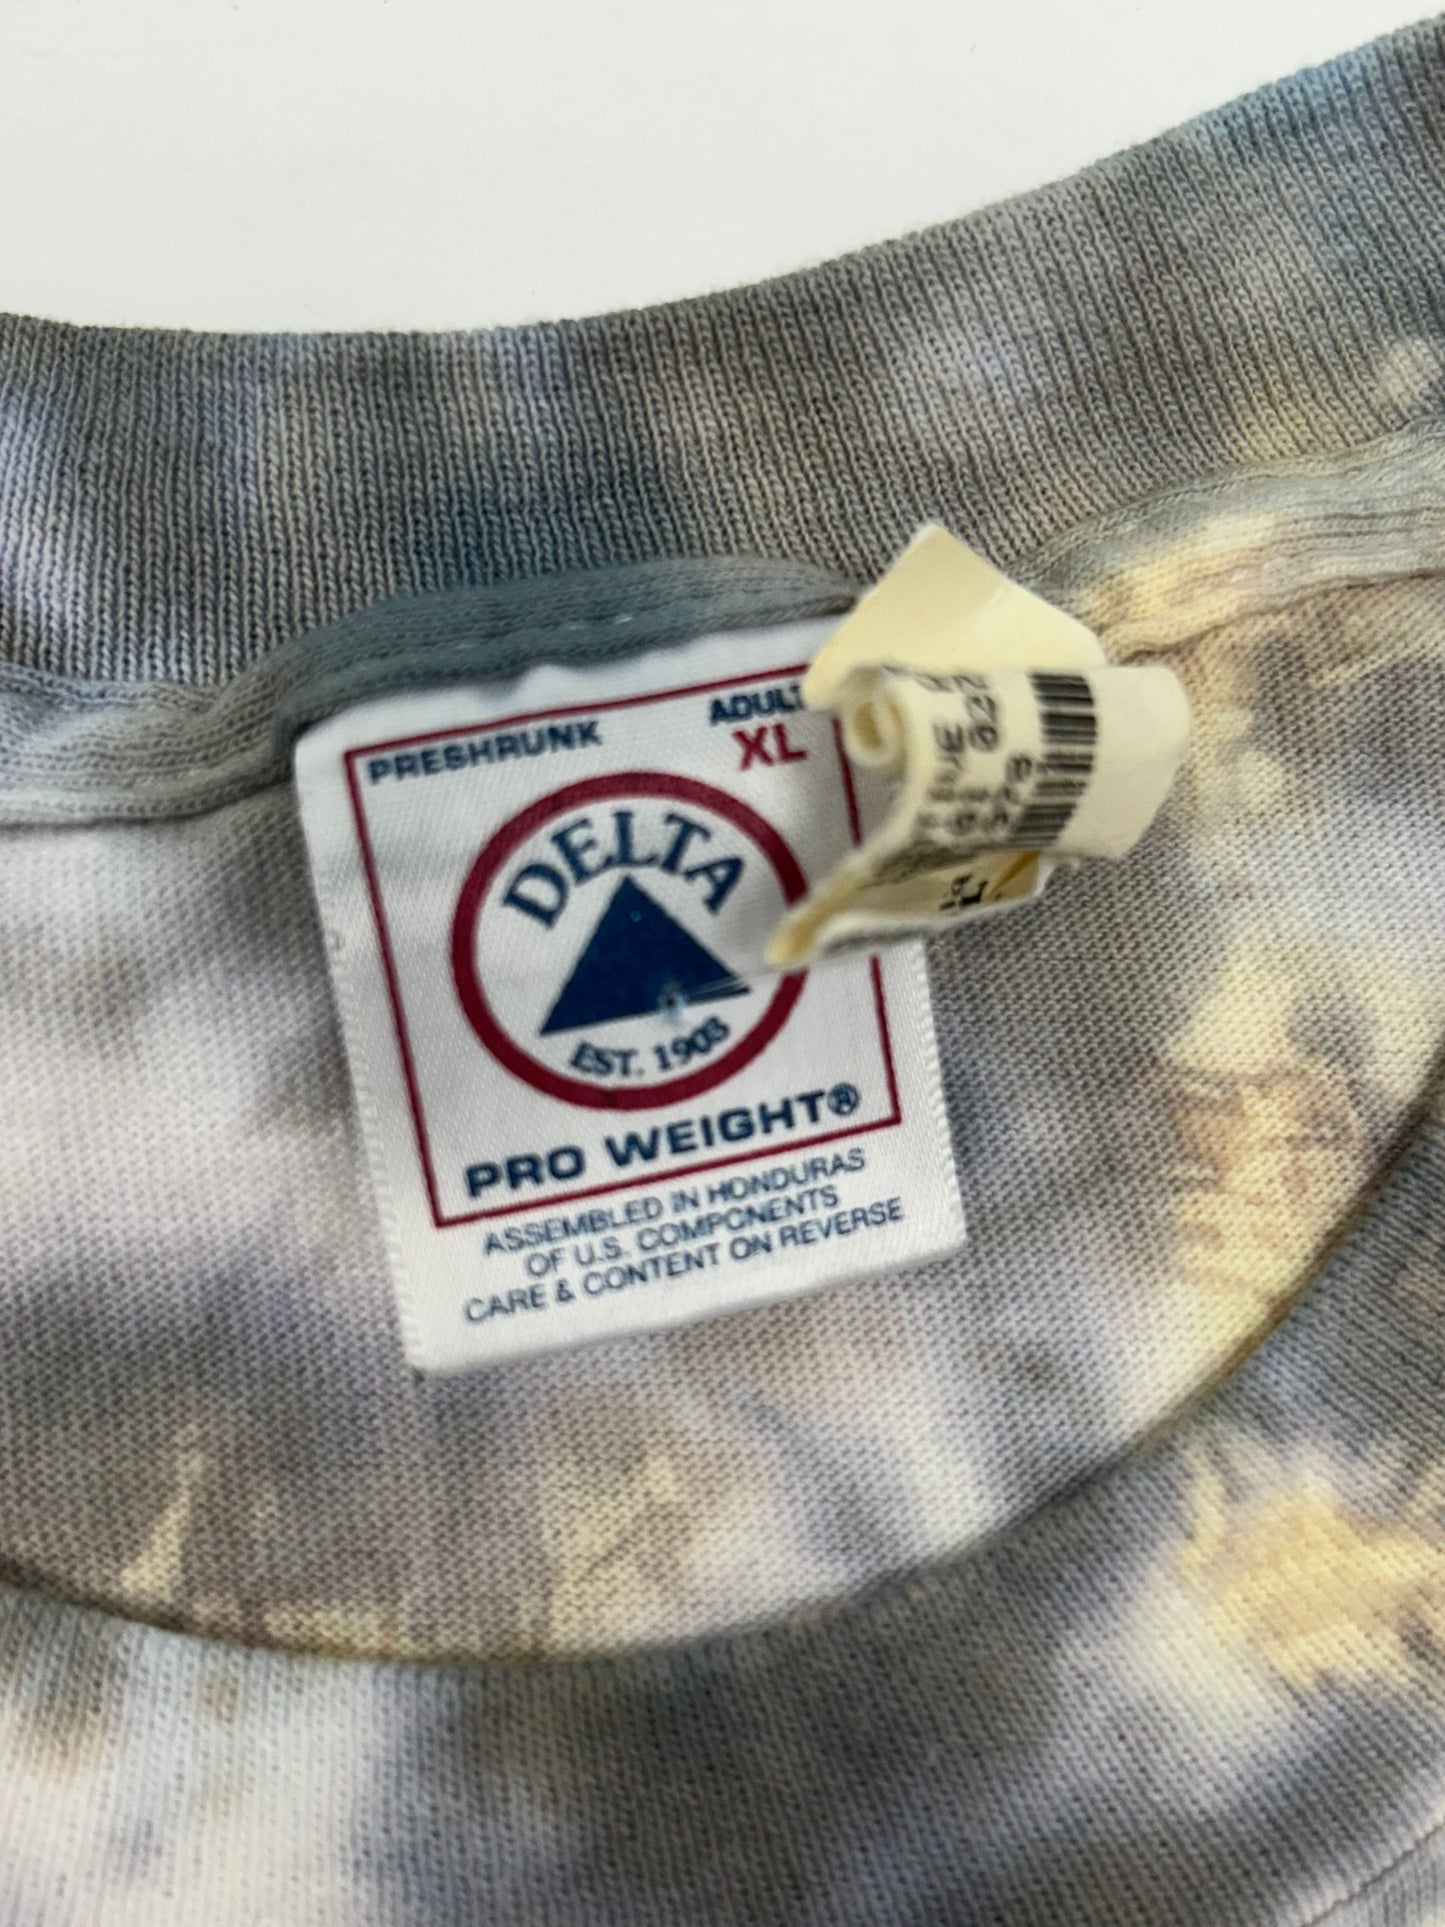 PRESHRUNK
ADULT
XL
DELTA
EST. 1903
PRO WEIGHT®
ASSEMBLED IN HONDURAS
OF U.S. COMPONENTS
CARE & CONTENT ON REVERSE